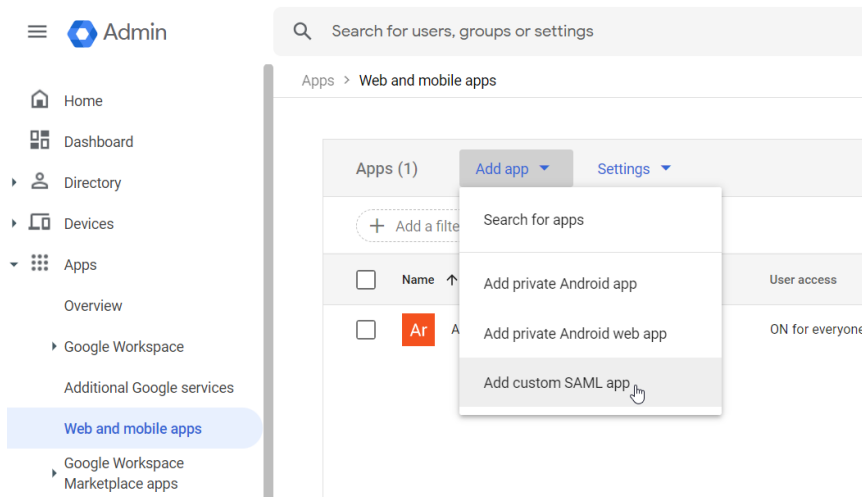 Admin
Search for users, groups or settings
Apps > Web and mobile apps
Home
Dashboard
Directory
Devices
Apps
Overview
Google Workspace
Additional Google services
Web and mobile apps
Google Workspace
Marketplace apps
Apps (1)
Add app
Settings
Add a filte
Search for apps
Add private Android app
Add private Android web app
Add custom SAML app
Name
User access
Ar
A
ON for everyone